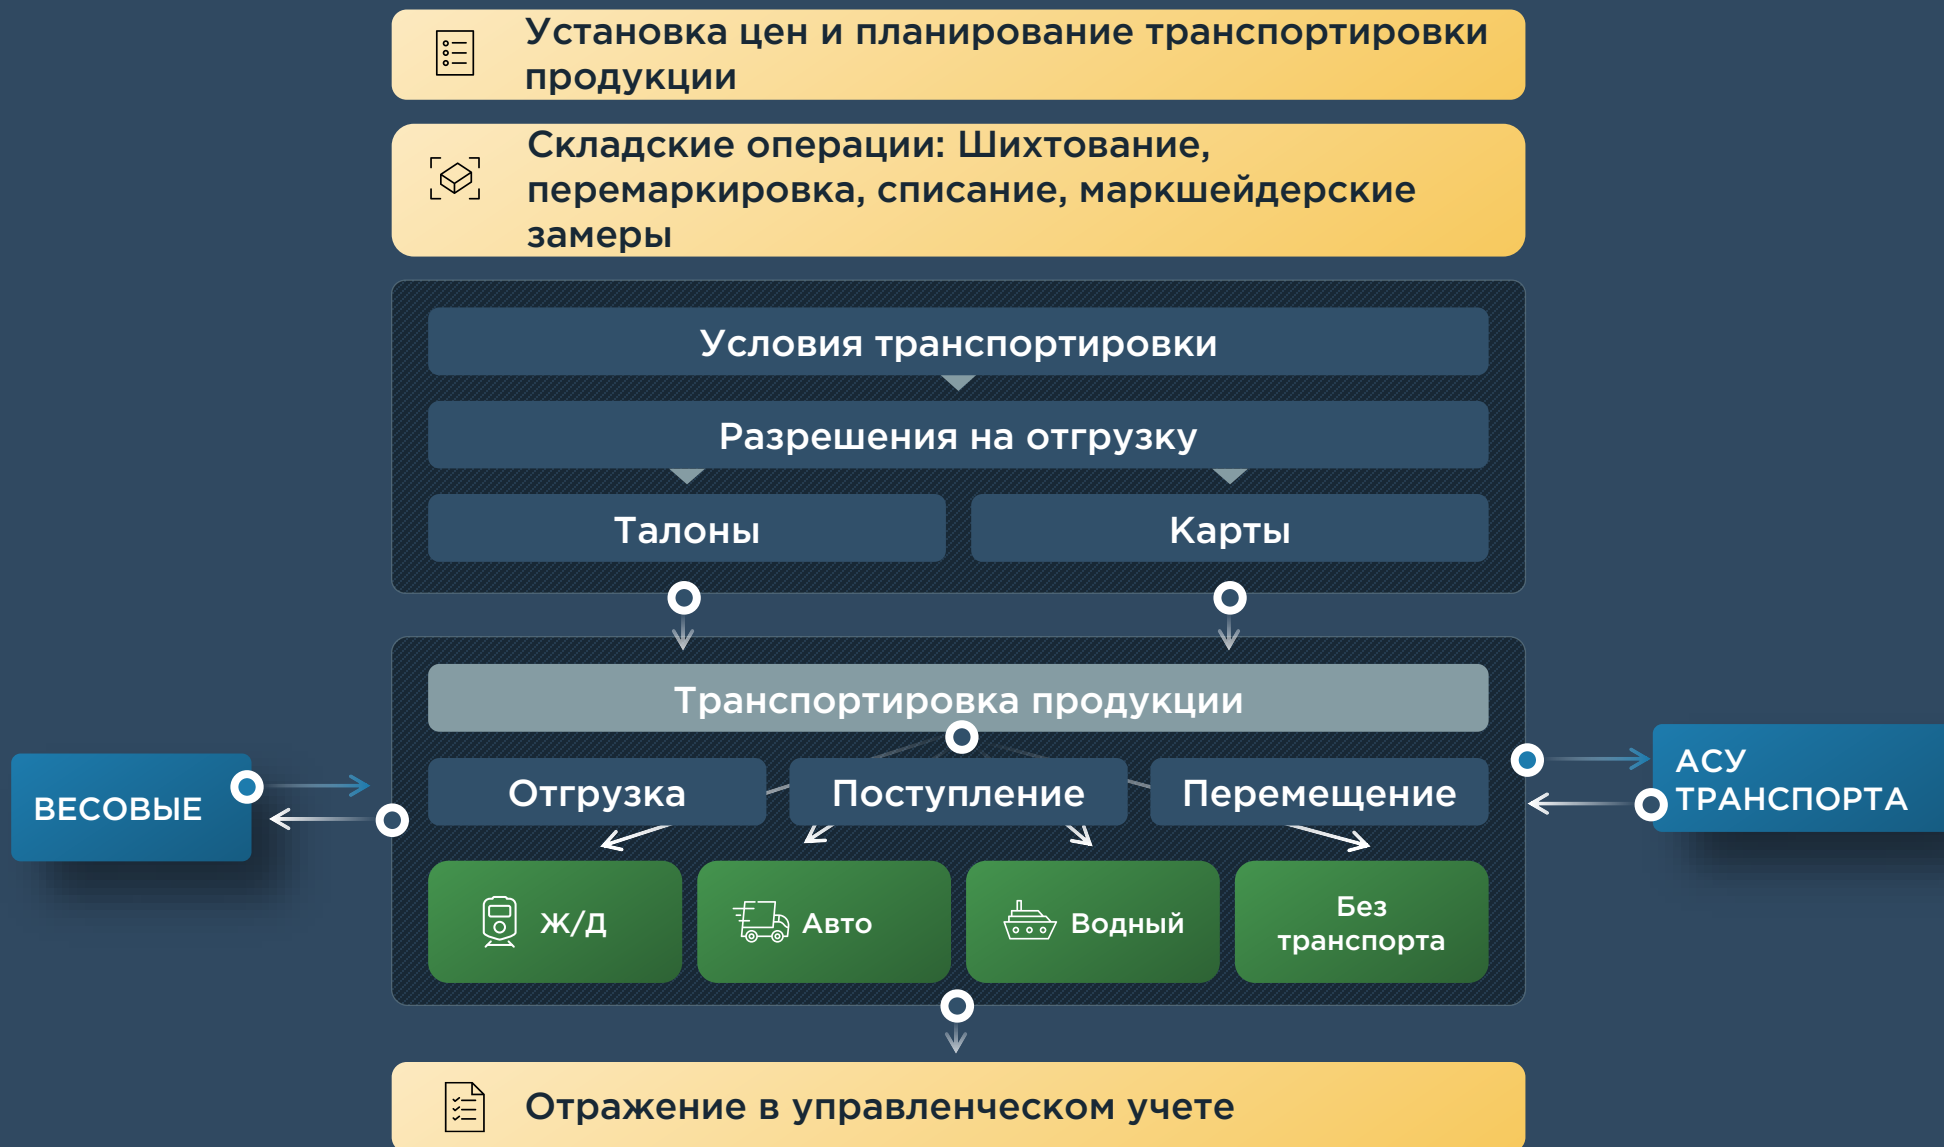 Установка цен и планирование транспортировки
продукции
Складские операции: Шихтование,
перемаркировка, списание, маркшейдерские
замеры
Условия транспортировки
Разрешения на отгрузку
Талоны
Карты
Транспортировка продукции
ВЕСОВЫЕ
Отгрузка
Поступление
Перемещение
АСУ
ТРАНСПОРТА
Ж/Д
Авто
Водный
Без
транспорта
Отражение в управленческом учете